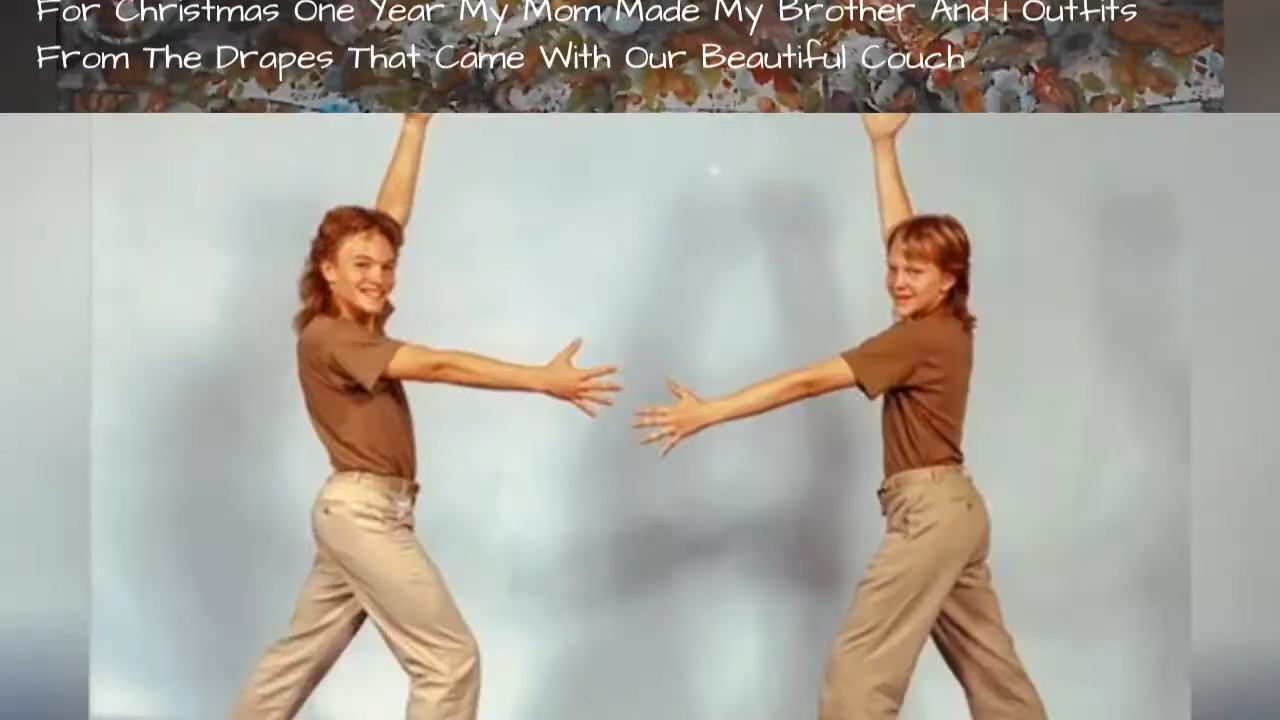 For Christmas One Year My Mom Made My Brother And I Outfits
From The Drapes That Came With Our Beautiful Couch